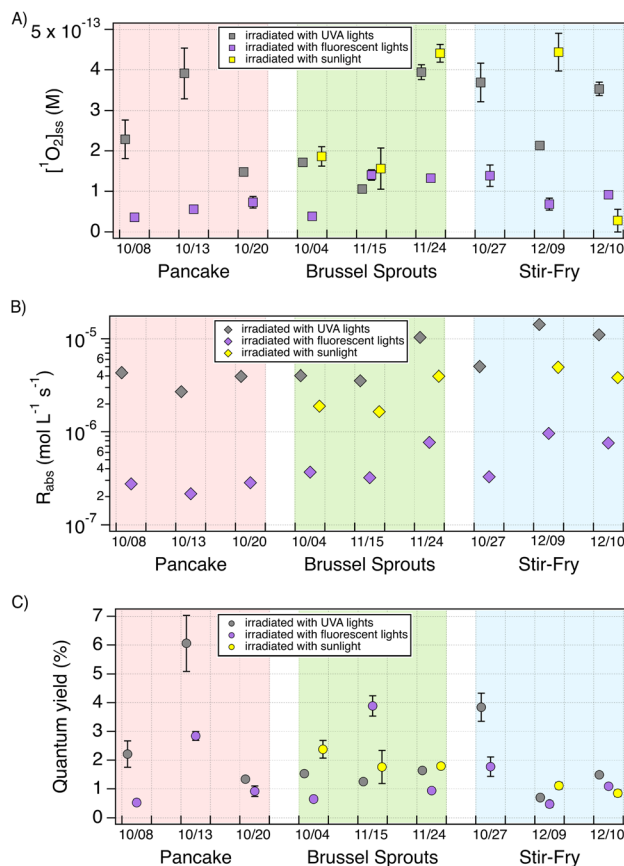 A)
5 x 10⁻¹³
irradiated with UVA lights
irradiated with fluorescent lights
irradiated with sunlight
4
3
2
1
0
[¹O₂]ss (M)
10/08 10/13 10/20 10/04 11/15 11/24 10/27 12/09 12/10
Pancake Brussel Sprouts Stir-Fry
B)
irradiated with UVA lights
irradiated with fluorescent lights
irradiated with sunlight
10⁻⁵
6
4
2
10⁻⁶
6
4
2
10⁻⁷
Rabs (mol L⁻¹ s⁻¹)
10/08 10/13 10/20 10/04 11/15 11/24 10/27 12/09 12/10
Pancake Brussel Sprouts Stir-Fry
C)
irradiated with UVA lights
irradiated with fluorescent lights
irradiated with sunlight
7
6
5
4
3
2
1
0
Quantum yield (%)
10/08 10/13 10/20 10/04 11/15 11/24 10/27 12/09 12/10
Pancake Brussel Sprouts Stir-Fry